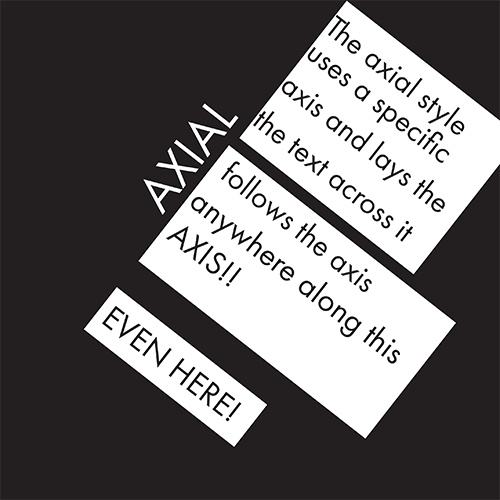 AXIAL
The axial style
uses a specific
axis and lays the
the text across it
follows the axis
anywhere along this
AXIS!!
EVEN HERE!